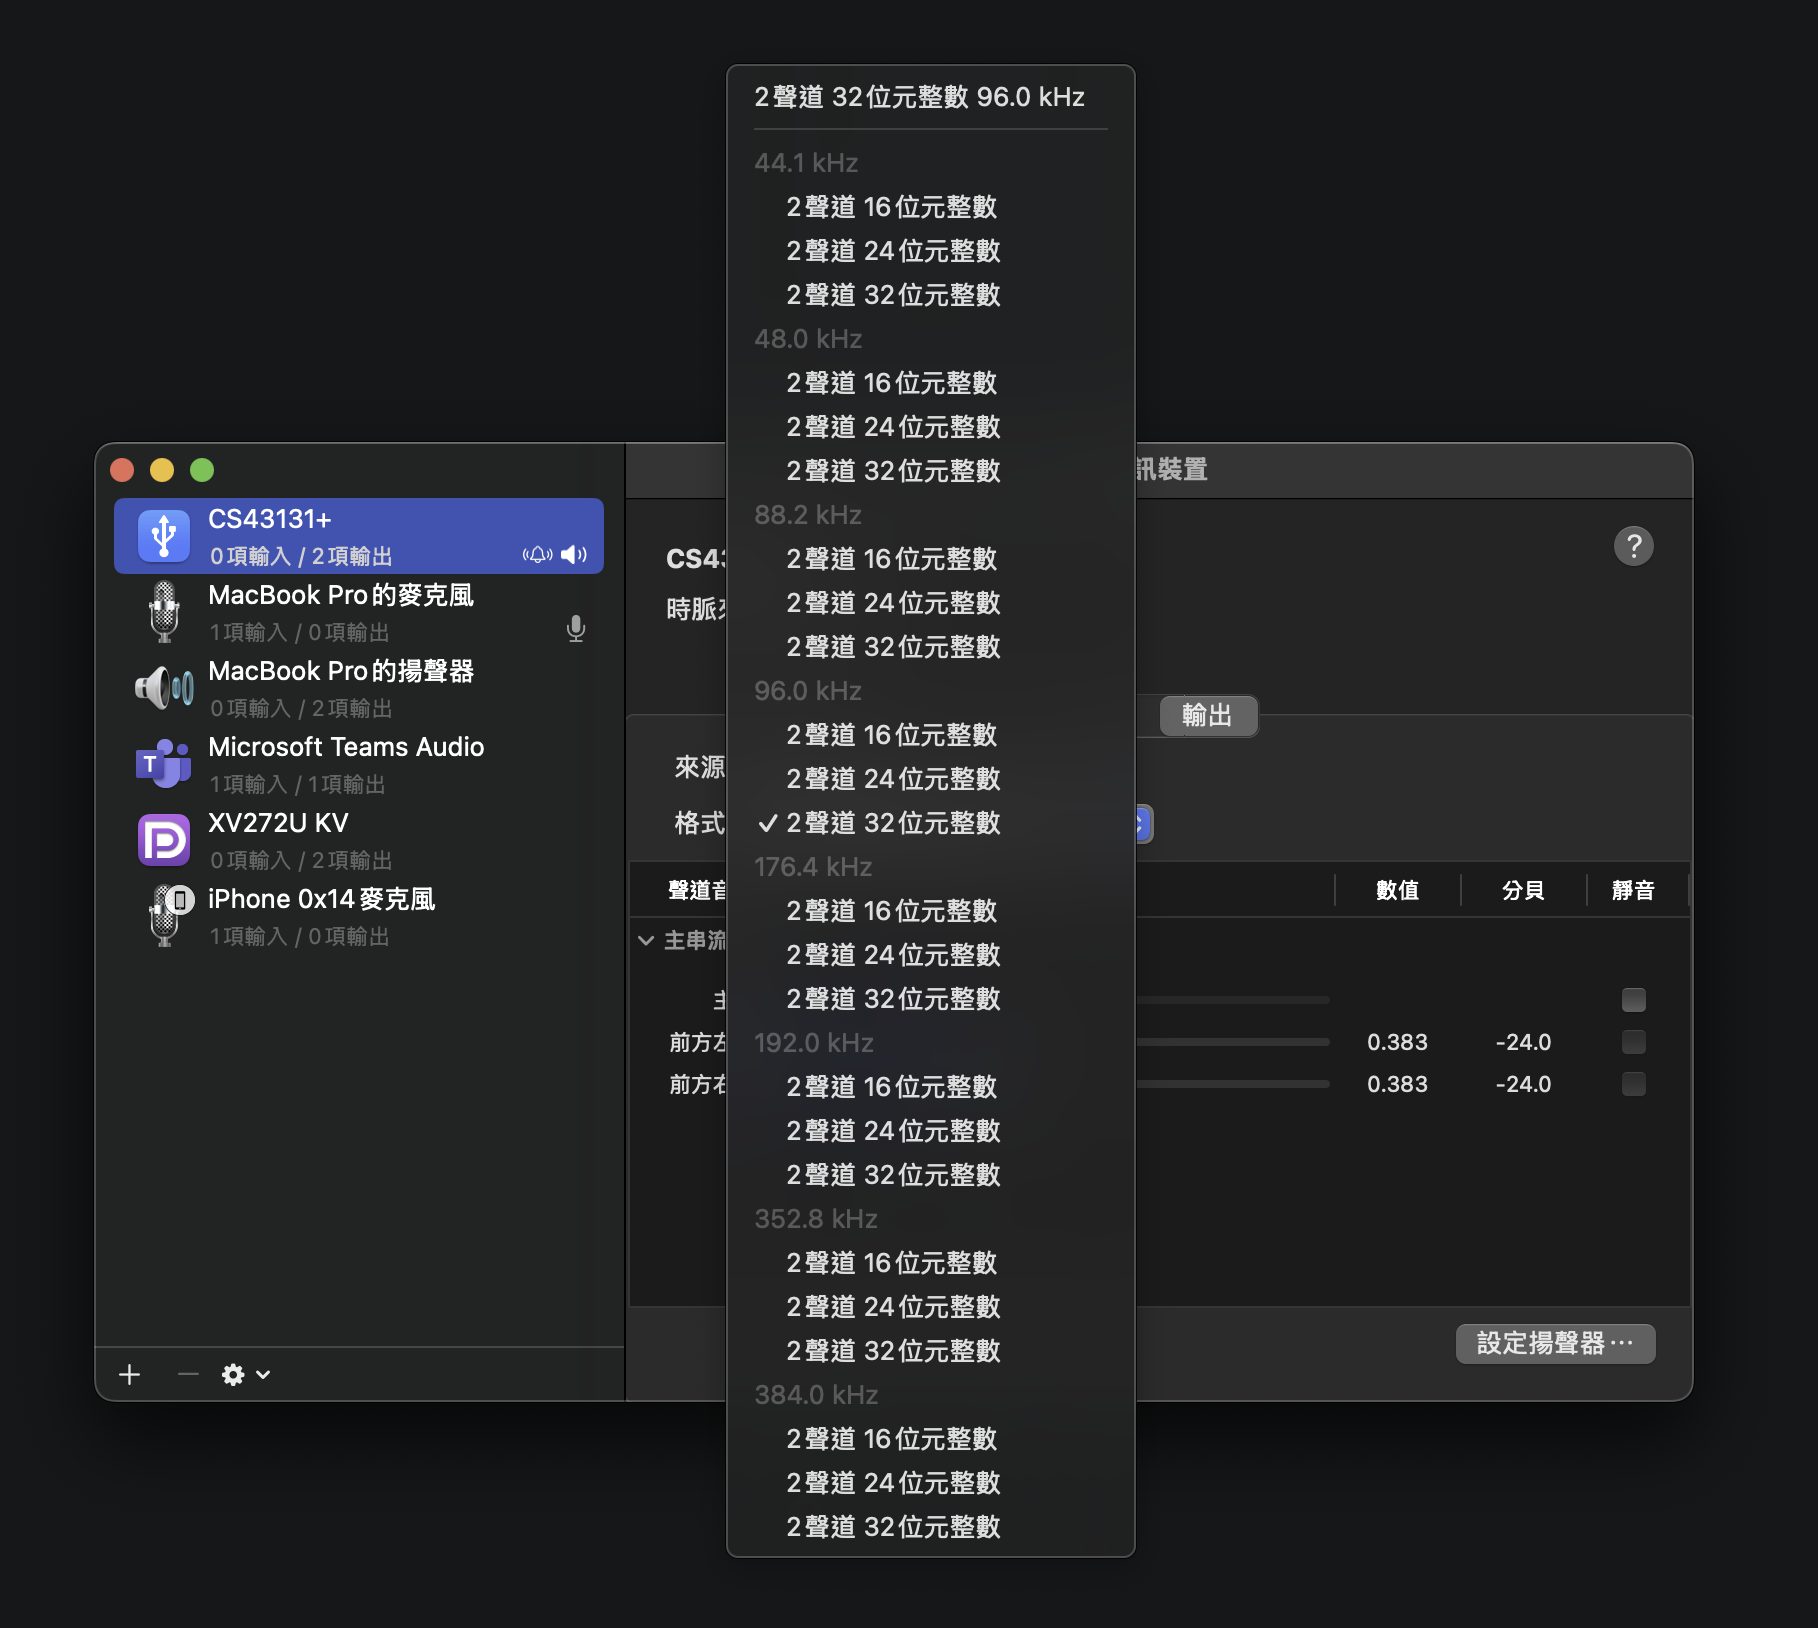 2聲道 32位元整數 96.0 kHz
44.1 kHz
2聲道 16位元整數
2聲道 24位元整數
2聲道 32位元整數
48.0 kHz
2聲道 16位元整數
2聲道 24位元整數
2聲道 32位元整數
88.2 kHz
2聲道 16位元整數
2聲道 24位元整數
2聲道 32位元整數
96.0 kHz
2聲道 16位元整數
2聲道 24位元整數
✓ 2聲道 32位元整數
176.4 kHz
2聲道 16位元整數
2聲道 24位元整數
2聲道 32位元整數
192.0 kHz
2聲道 16位元整數
2聲道 24位元整數
2聲道 32位元整數
352.8 kHz
2聲道 16位元整數
2聲道 24位元整數
2聲道 32位元整數
384.0 kHz
2聲道 16位元整數
2聲道 24位元整數
2聲道 32位元整數
CS43131+
0項輸入 / 2項輸出
MacBook Pro的麥克風
1項輸入 / 0項輸出
MacBook Pro的揚聲器
0項輸入 / 2項輸出
Microsoft Teams Audio
1項輸入 / 1項輸出
XV272U KV
0項輸入 / 2項輸出
iPhone 0x14麥克風
1項輸入 / 0項輸出
訊裝置
?
CS43
時脈
輸出
來源
格式
聲道音 數值 分貝 靜音
主串流
主
前方左 0.383 -24.0
前方右 0.383 -24.0
設定揚聲器⋯